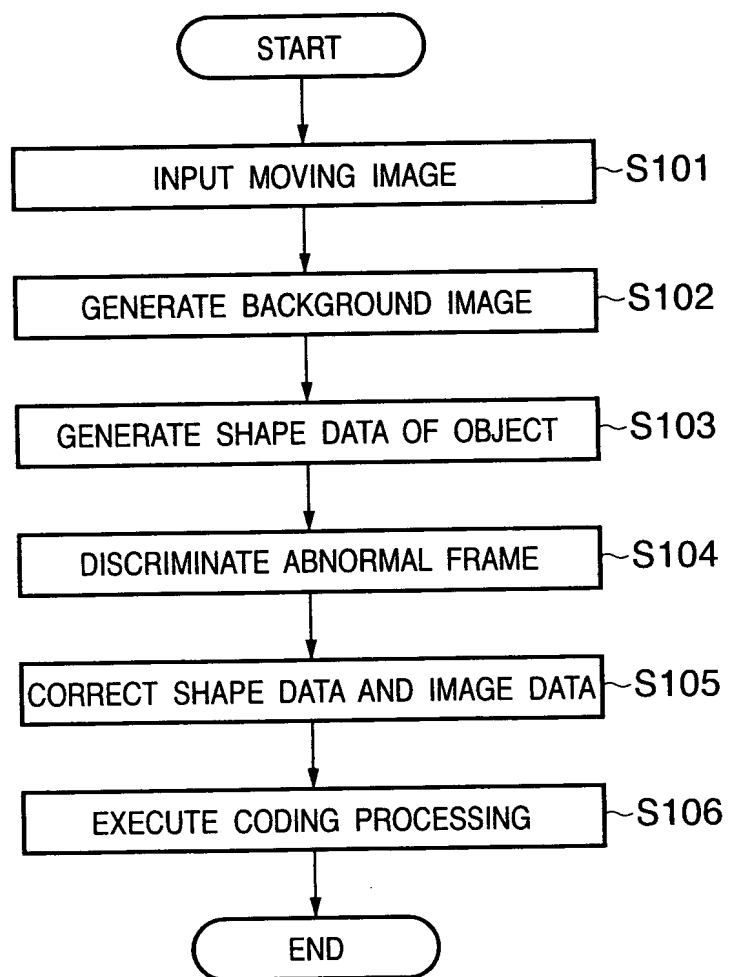 START
INPUT MOVING IMAGE S101
GENERATE BACKGROUND IMAGE S102
GENERATE SHAPE DATA OF OBJECT S103
DISCRIMINATE ABNORMAL FRAME S104
CORRECT SHAPE DATA AND IMAGE DATA S105
EXECUTE CODING PROCESSING S106
END